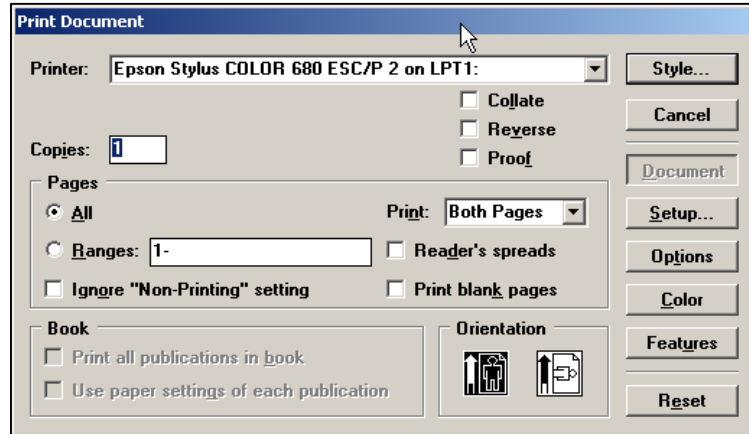 Print Document
Printer: Epson Stylus COLOR 680 ESC/P 2 on LPT1: Style...
Collate Cancel
Reverse
Copies: 1 Proof
Document
Pages
All Print: Both Pages Setup...
Ranges: 1- Reader's spreads Options
Ignore "Non-Printing" setting Print blank pages
Color
Book Orientation
Print all publications in book Features
Use paper settings of each publication
Reset